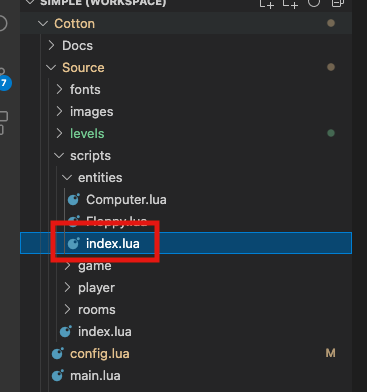 SIMPLE (WORKSPACE)
Cotton
Docs
Source
fonts
images
levels
scripts
entities
Computer.lua
Floppy.lua
index.lua
game
player
rooms
index.lua
config.lua M
main.lua
7